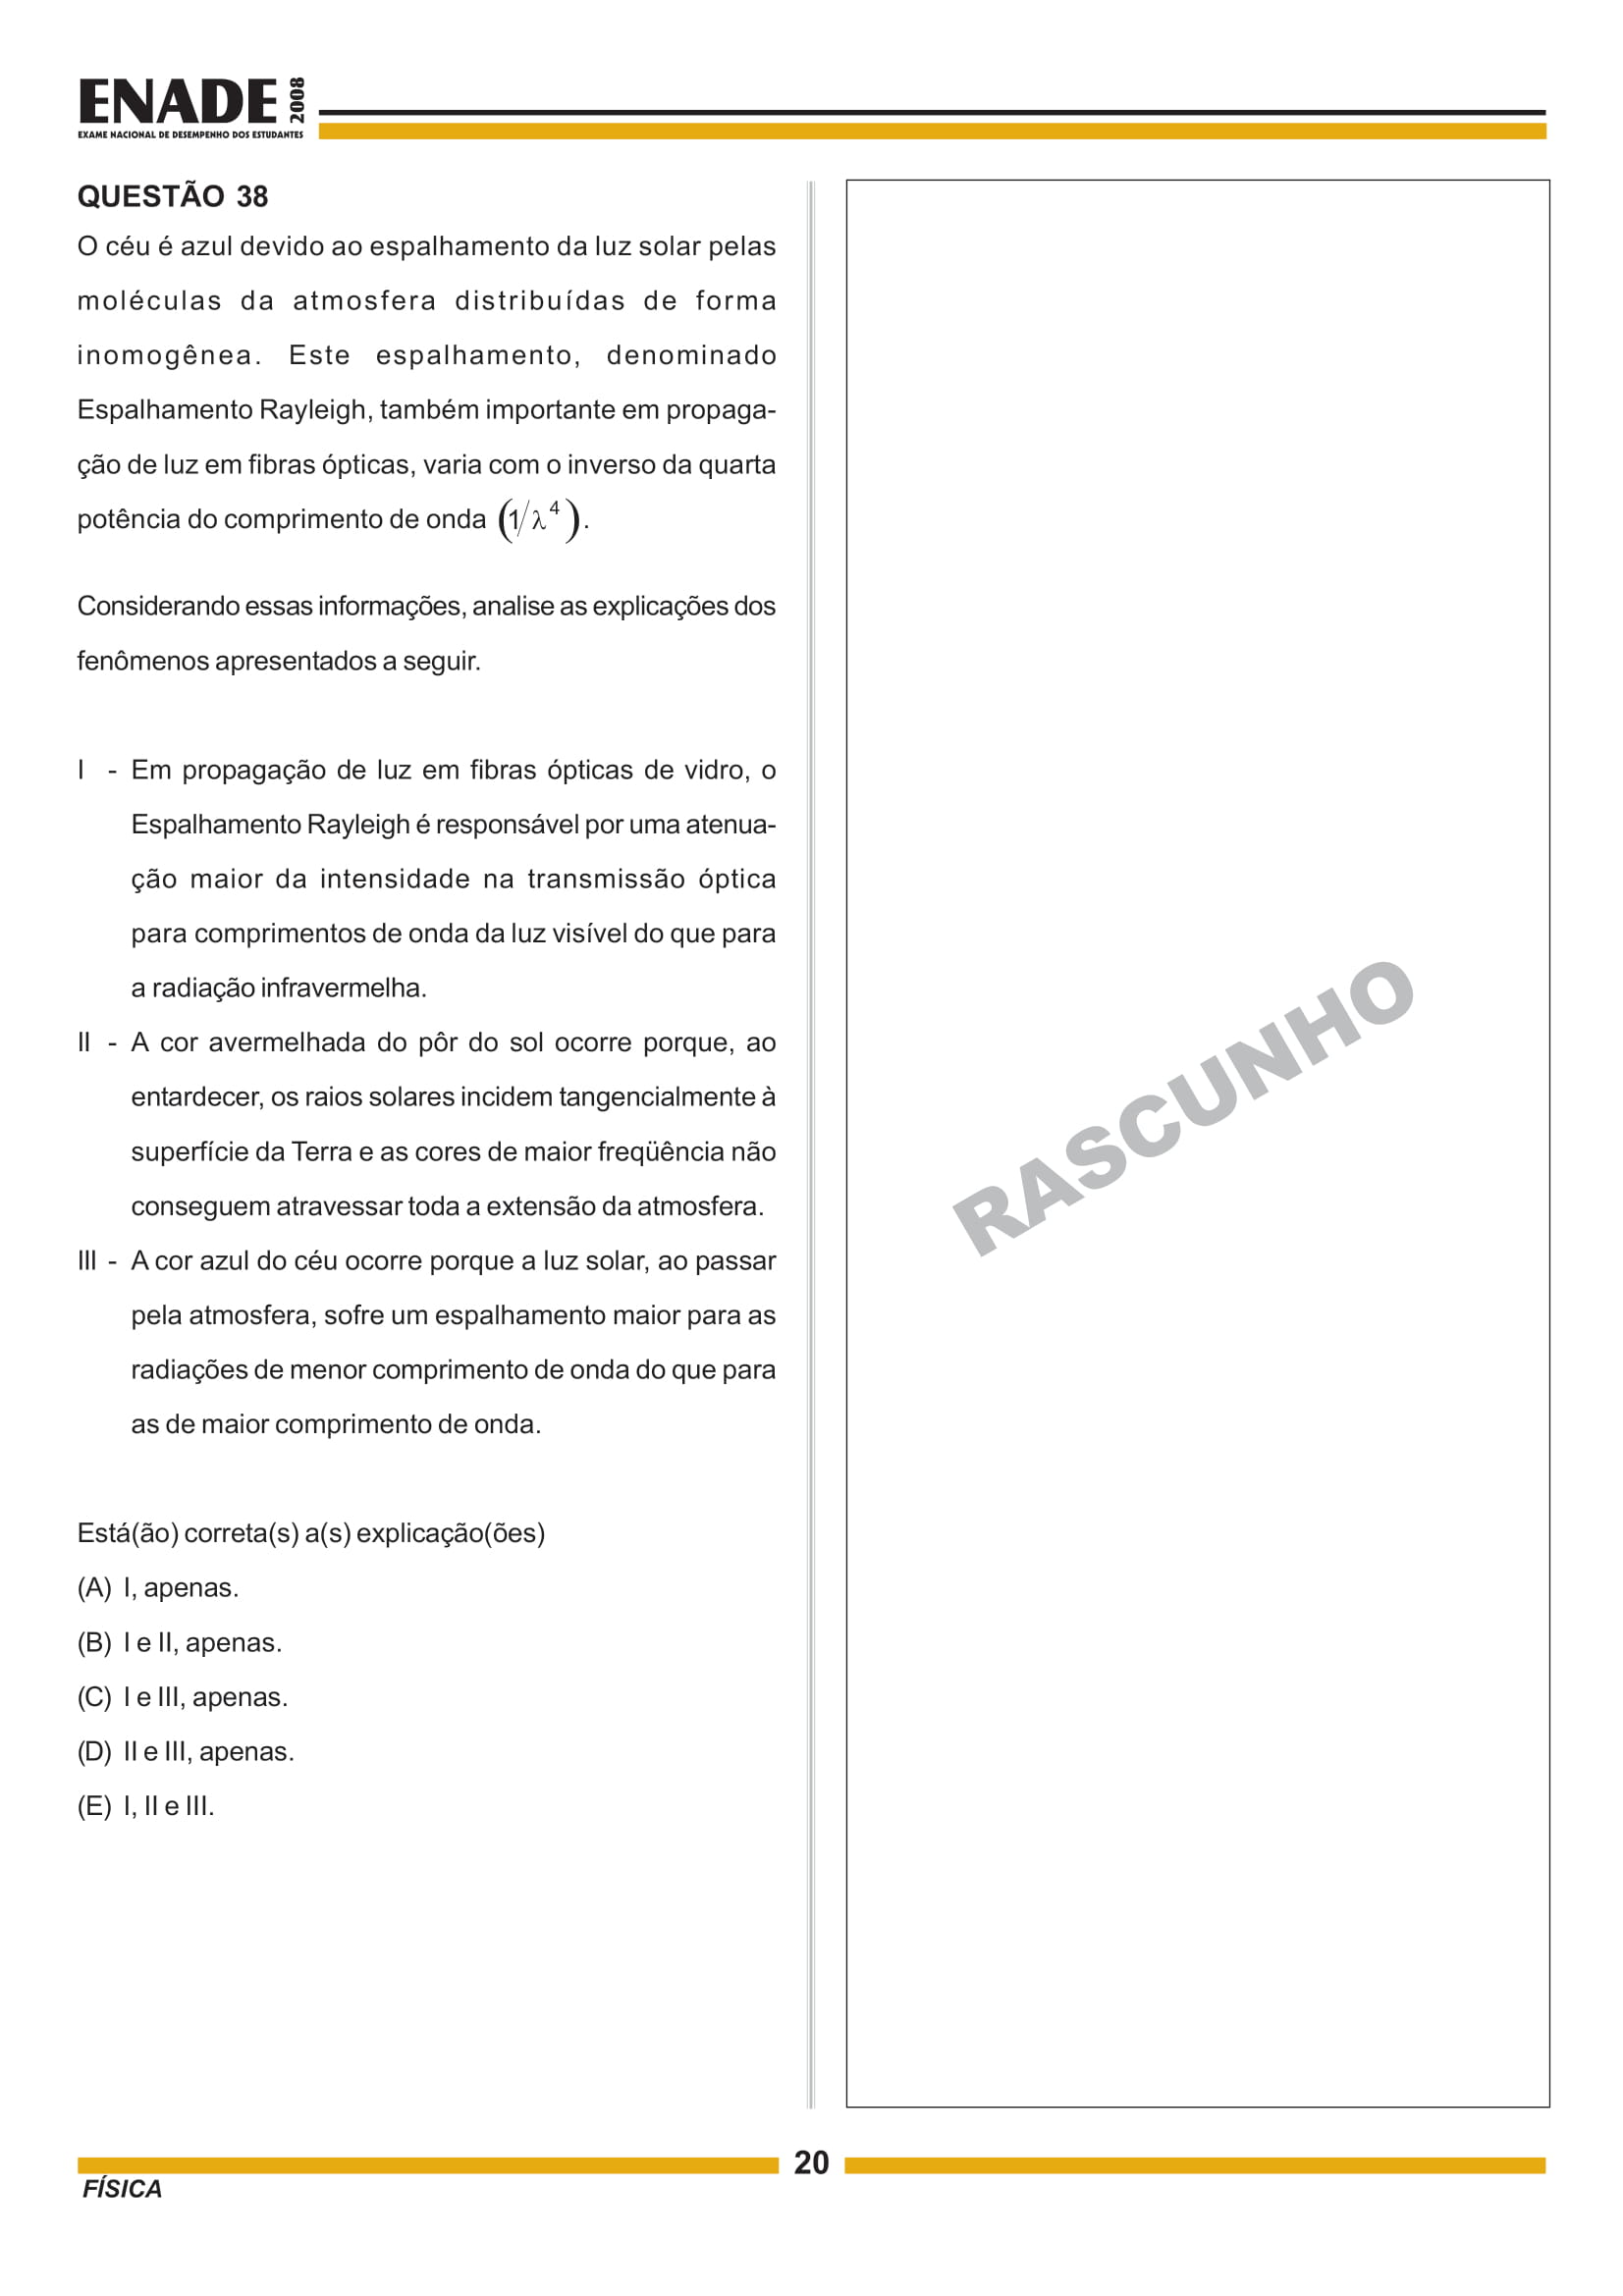 ENADE 2008
EXAME NACIONAL DE DESEMPENHO DOS ESTUDANTES
QUESTÃO 38
O céu é azul devido ao espalhamento da luz solar pelas
moléculas da atmosfera distribuídas de forma
inomogênea. Este espalhamento, denominado
Espalhamento Rayleigh, também importante em propaga-
ção de luz em fibras ópticas, varia com o inverso da quarta
potência do comprimento de onda (1/λ⁴).
Considerando essas informações, analise as explicações dos
fenômenos apresentados a seguir.
I - Em propagação de luz em fibras ópticas de vidro, o
Espalhamento Rayleigh é responsável por uma atenua-
ção maior da intensidade na transmissão óptica
para comprimentos de onda da luz visível do que para
a radiação infravermelha.
II - A cor avermelhada do pôr do sol ocorre porque, ao
entardecer, os raios solares incidem tangencialmente à
superfície da Terra e as cores de maior freqüência não
conseguem atravessar toda a extensão da atmosfera.
III - A cor azul do céu ocorre porque a luz solar, ao passar
pela atmosfera, sofre um espalhamento maior para as
radiações de menor comprimento de onda do que para
as de maior comprimento de onda.
Está(ão) correta(s) a(s) explicação(ões)
(A) I, apenas.
(B) I e II, apenas.
(C) I e III, apenas.
(D) II e III, apenas.
(E) I, II e III.
RASCUNHO
20
FÍSICA